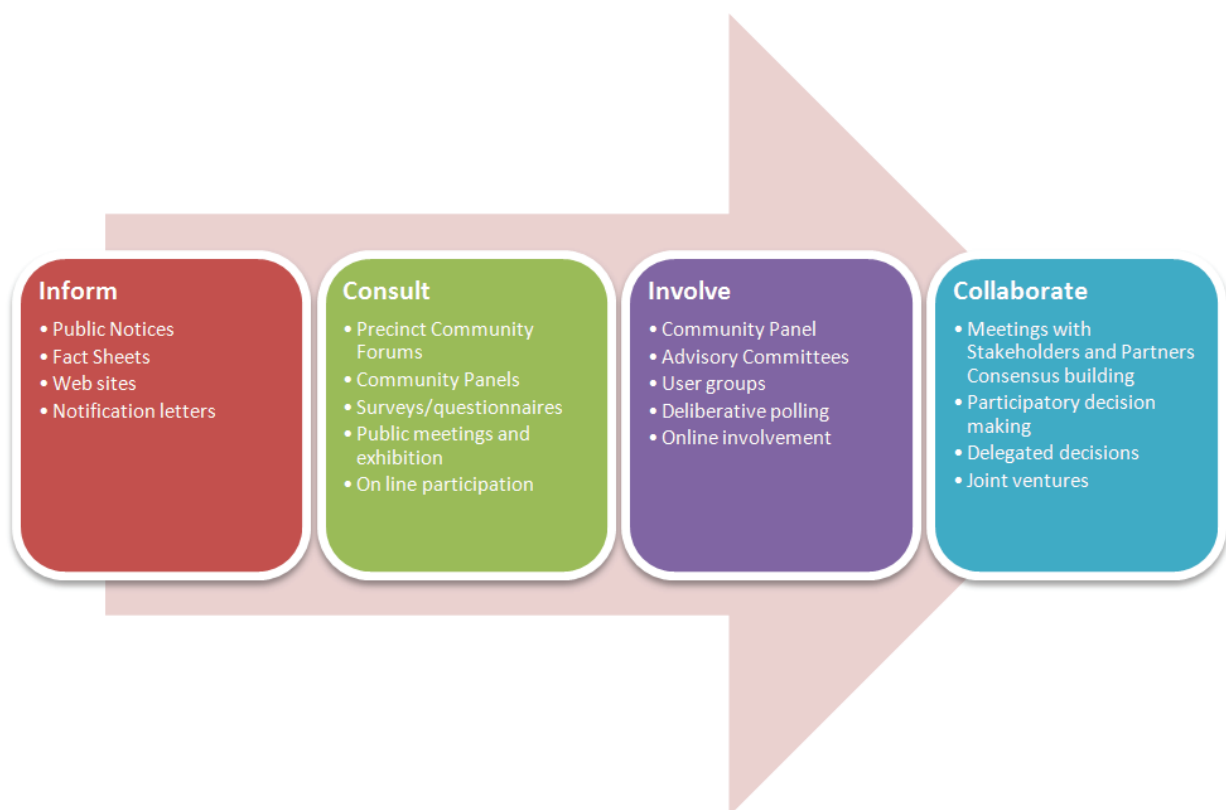 Inform
• Public Notices
• Fact Sheets
• Web sites
• Notification letters
Consult
• Precinct Community
Forums
• Community Panels
• Surveys/questionnaires
• Public meetings and
exhibition
• On line participation
Involve
• Community Panel
• Advisory Committees
• User groups
• Deliberative polling
• Online involvement
Collaborate
• Meetings with
Stakeholders and Partners
Consensus building
• Participatory decision
making
• Delegated decisions
• Joint ventures